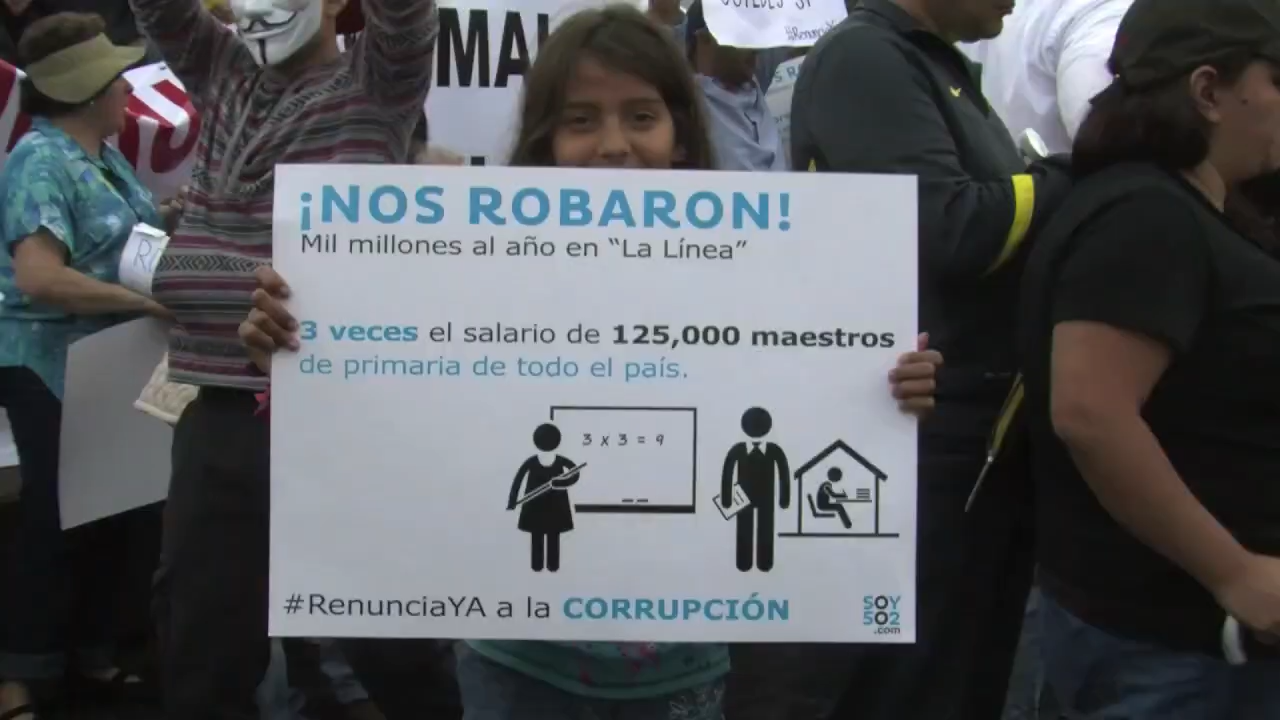 MA
¡NOS ROBARON!
Mil millones al año en “La Línea”
3 veces el salario de 125,000 maestros
de primaria de todo el país.
3 x 3 = 9
#RenunciaYA a la CORRUPCIÓN
SOY
502
.com